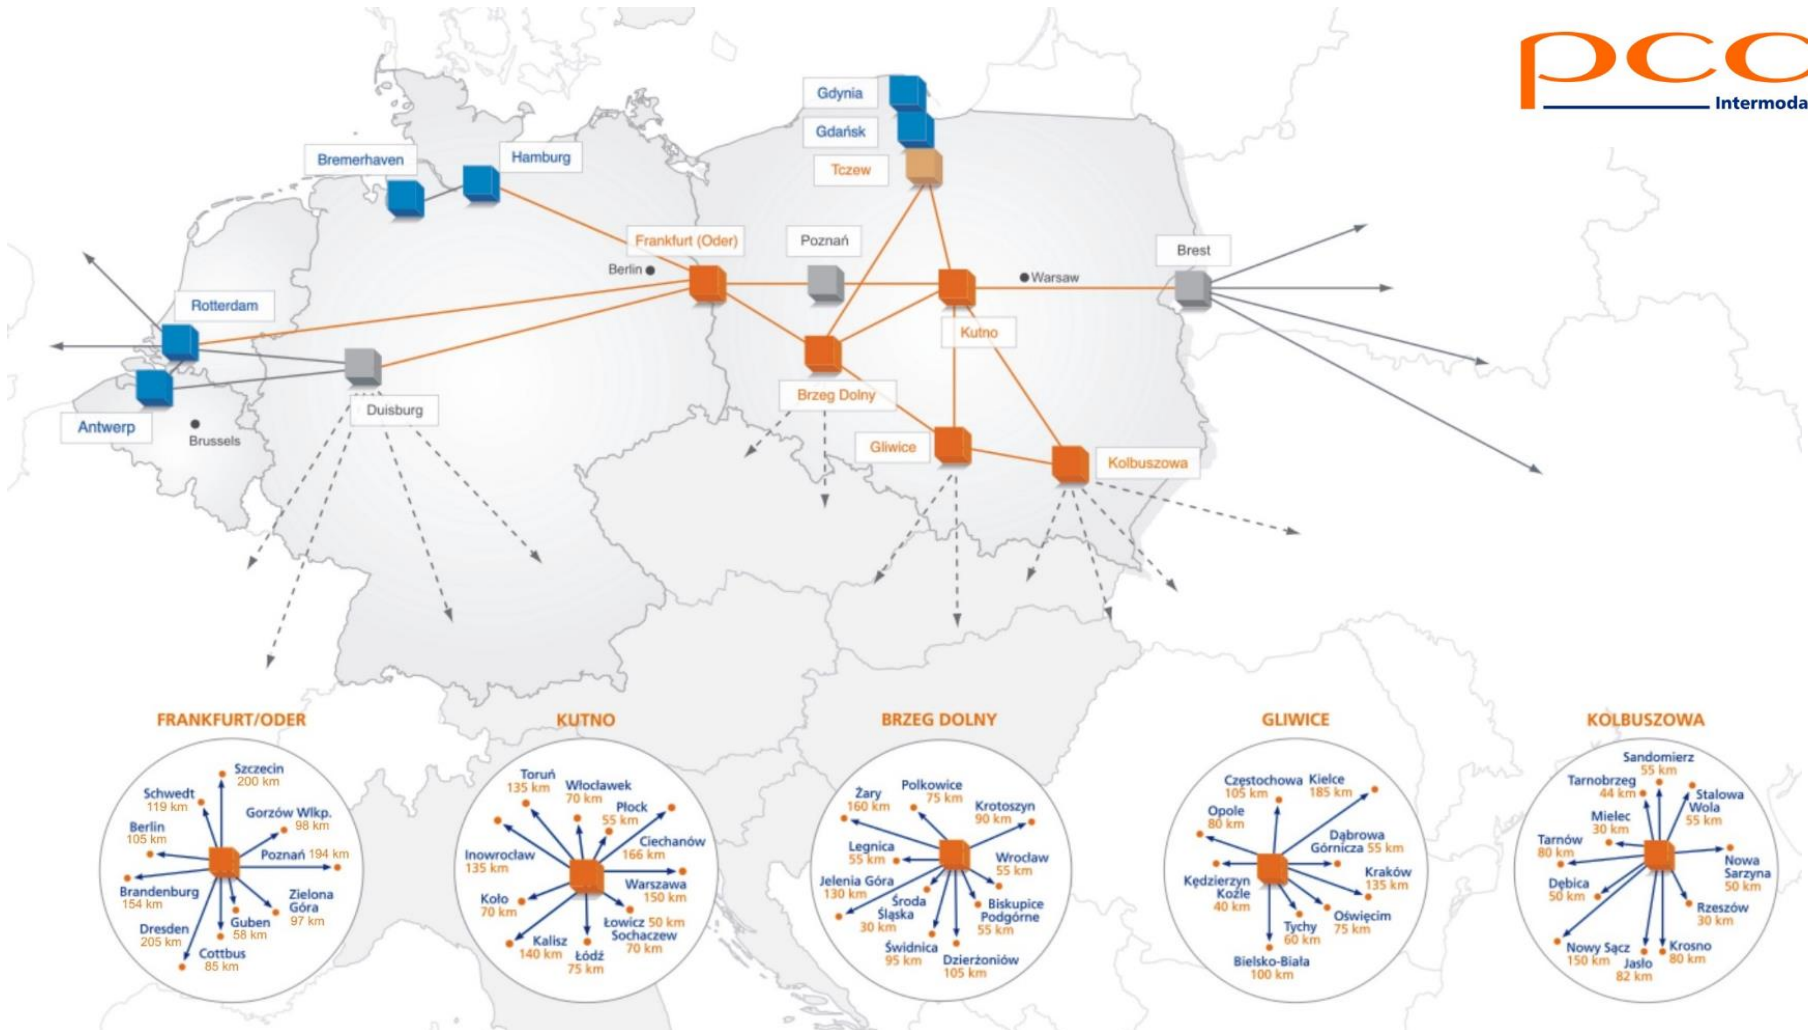 pcc
Intermoda
Gdynia
Gdańsk
Tczew
Bremerhaven
Hamburg
Frankfurt (Oder)
Poznań
Brest
Berlin
Warsaw
Rotterdam
Kutno
Brzeg Dolny
Duisburg
Antwerp
Brussels
Gliwice
Kolbuszowa
FRANKFURT/ODER
Szczecin
200 km
Schwedt
119 km
Gorzów Wlkp.
98 km
Berlin
105 km
Poznań 194 km
Brandenburg
154 km
Zielona
Góra
97 km
Guben
58 km
Dresden
205 km
Cottbus
85 km
KUTNO
Toruń
135 km
Włocławek
70 km
Płock
55 km
Ciechanów
166 km
Inowrocław
135 km
Warszawa
150 km
Koło
70 km
Łowicz 50 km
Sochaczew
70 km
Kalisz
140 km
Łódź
75 km
BRZEG DOLNY
Polkowice
75 km
Żary
160 km
Krotoszyn
90 km
Legnica
55 km
Wrocław
55 km
Jelenia Góra
130 km
Środa
Śląska
30 km
Biskupice
Podgórne
55 km
Świdnica
95 km
Dzierżoniów
105 km
GLIWICE
Częstochowa
105 km
Kielce
185 km
Opole
80 km
Dąbrowa
Górnicza 55 km
Kędzierzyn
Koźle
40 km
Kraków
135 km
Oświęcim
75 km
Tychy
60 km
Bielsko-Biała
100 km
KOLBUSZOWA
Sandomierz
55 km
Tarnobrzeg
44 km
Stalowa
Wola
55 km
Mielec
30 km
Tarnów
80 km
Nowa
Sarzyna
50 km
Dębica
50 km
Rzeszów
30 km
Nowy Sącz
150 km
Jasło
82 km
Krosno
80 km